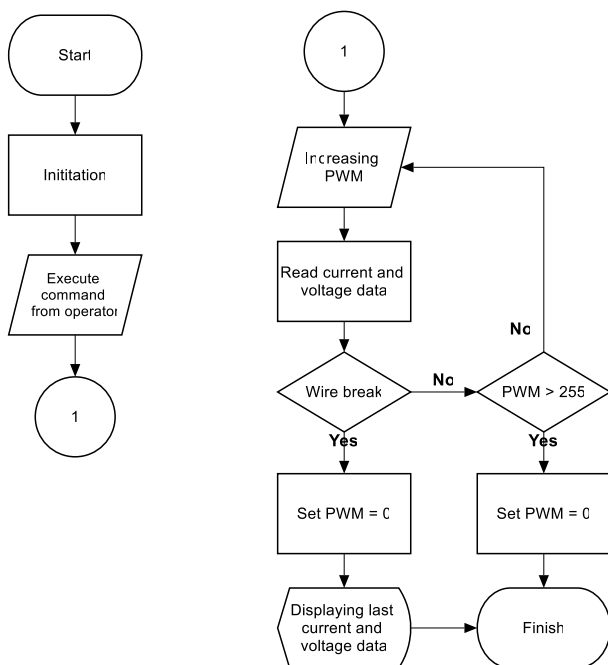 Start
Inititation
Execute
command
from operator
1
1
Increasing
PWM
Read current and
voltage data
Wire break
No
PWM > 255
No
Yes
Yes
Set PWM = 0
Set PWM = 0
Displaying last
current and
voltage data
Finish